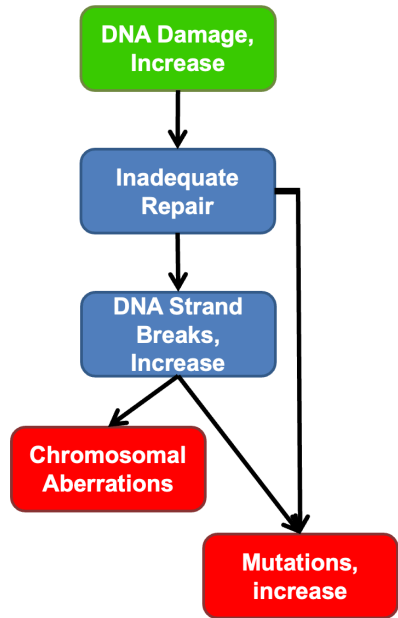 DNA Damage,
Increase
Inadequate
Repair
DNA Strand
Breaks,
Increase
Chromosomal
Aberrations
Mutations,
increase